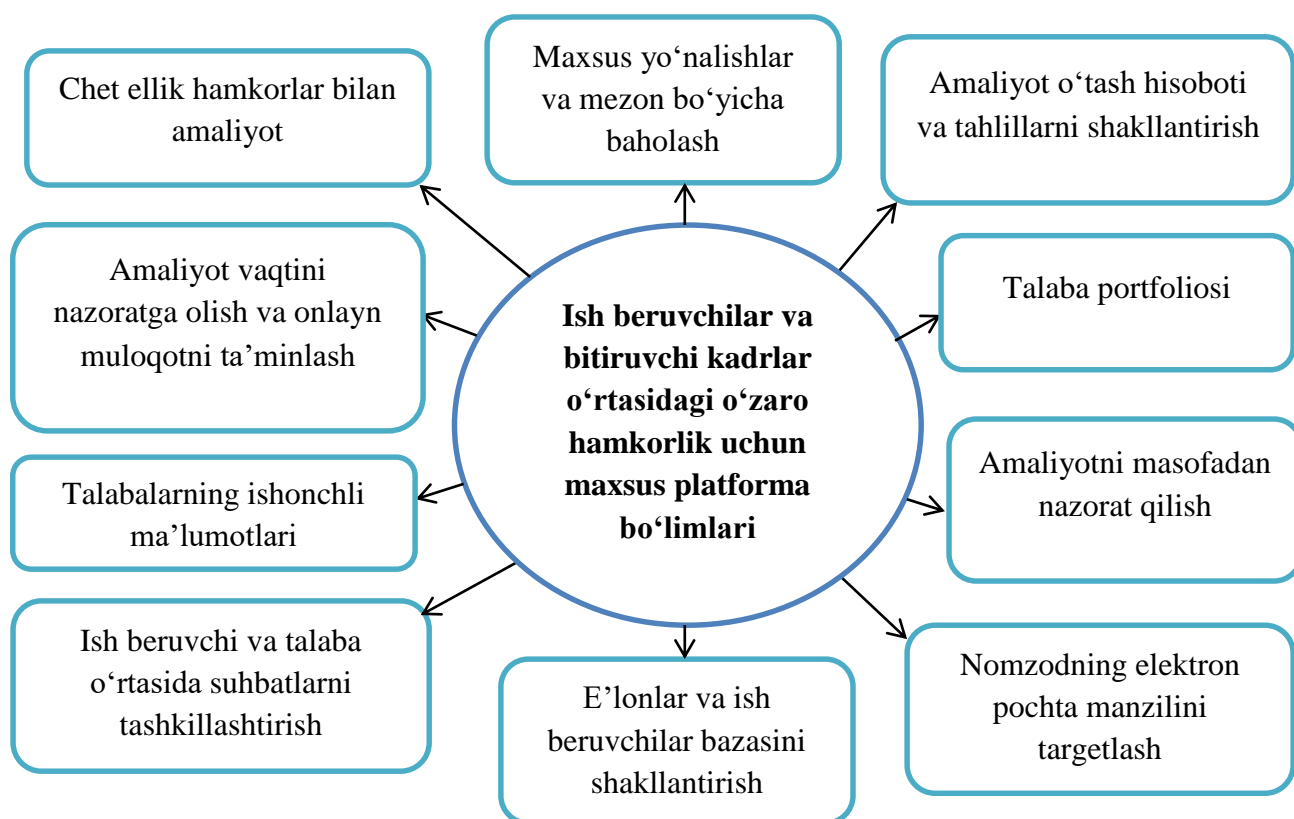 Chet ellik hamkorlar bilan
amaliyot
Maxsus yo‘nalishlar
va mezon bo‘yicha
baholash
Amaliyot o‘tash hisoboti
va tahlillarni shakllantirish
Amaliyot vaqtini
nazoratga olish va onlayn
muloqotni ta’minlash
Ish beruvchilar va
bitiruvchi kadrlar
o‘rtasidagi o‘zaro
hamkorlik uchun
maxsus platforma
bo‘limlari
Talaba portfoliosi
Talabalarning ishonchli
ma’lumotlari
Amaliyotni masofadan
nazorat qilish
Ish beruvchi va talaba
o‘rtasida suhbatlarni
tashkillashtirish
E’lonlar va ish
beruvchilar bazasini
shakllantirish
Nomzodning elektron
pochta manzilini
targetlash